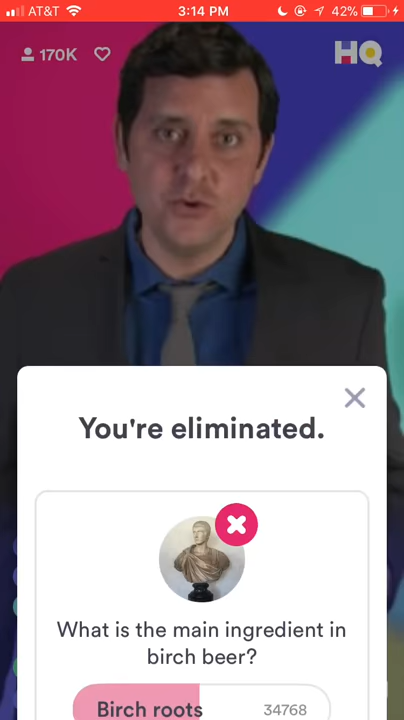 AT&T 3:14 PM 42%
170K HQ
You're eliminated.
What is the main ingredient in
birch beer?
Birch roots 34768